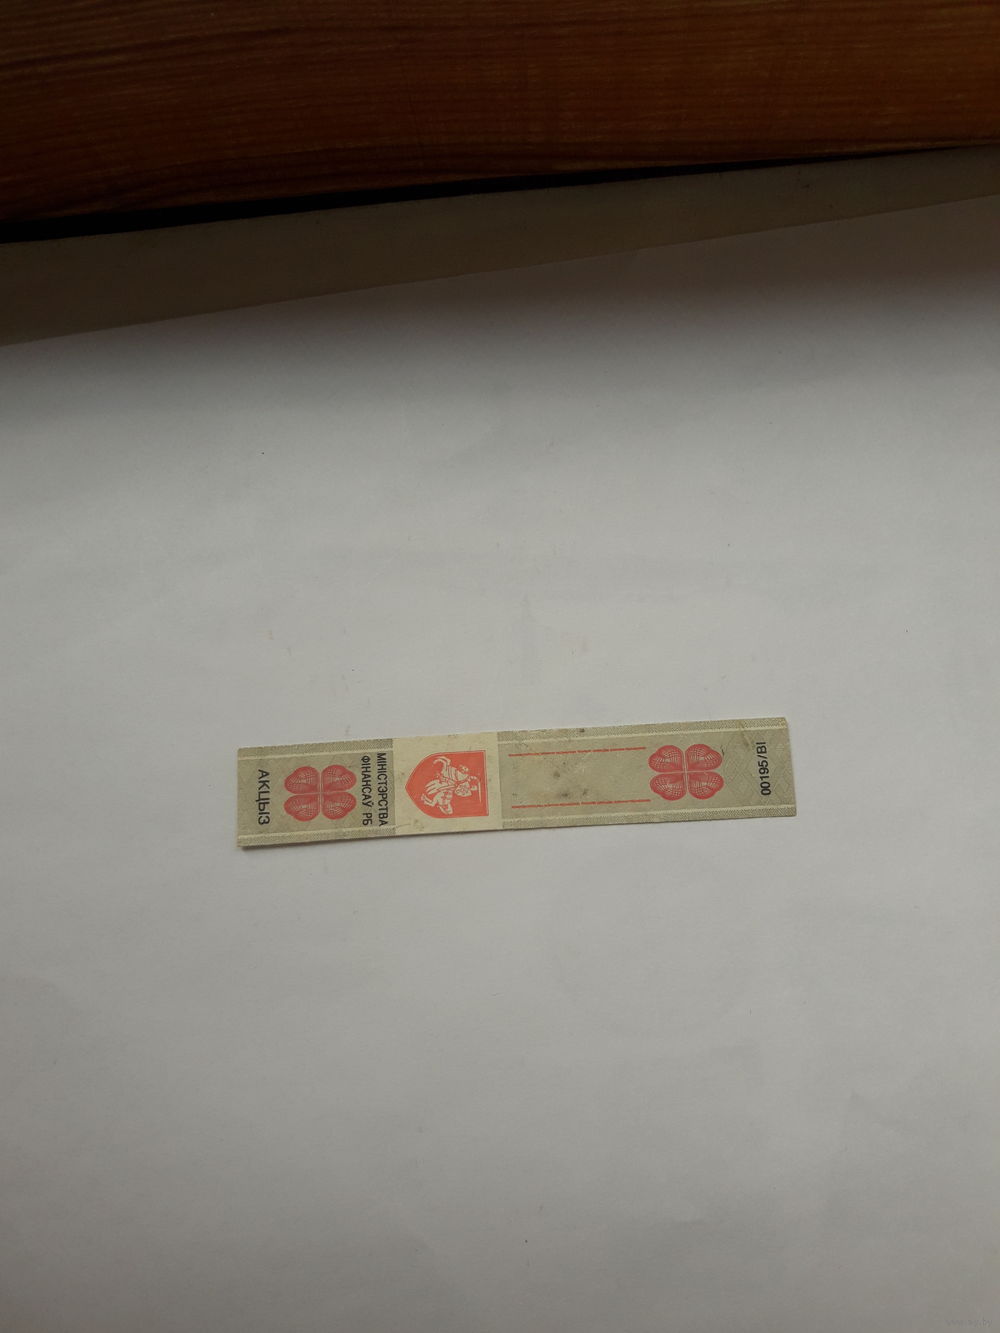 АКЦЫЗ
МІНІСТЭРСТВА
ФІНАНСАЎ РБ
00195/ВІ